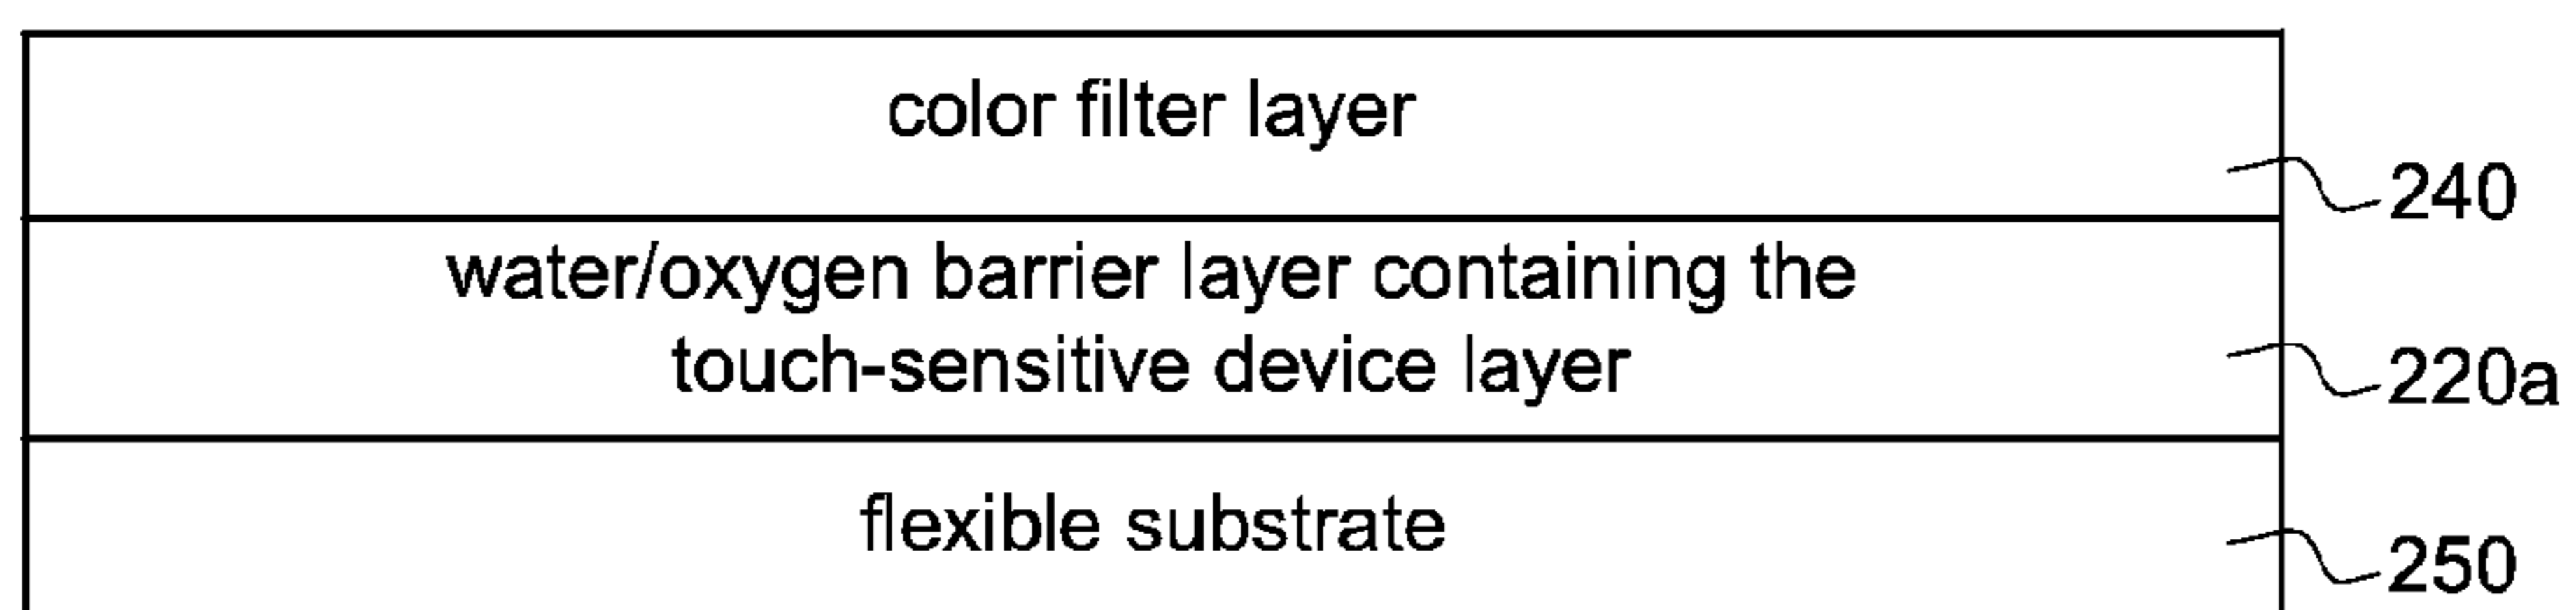 color filter layer
240
water/oxygen barrier layer containing the
touch-sensitive device layer
220a
flexible substrate
250